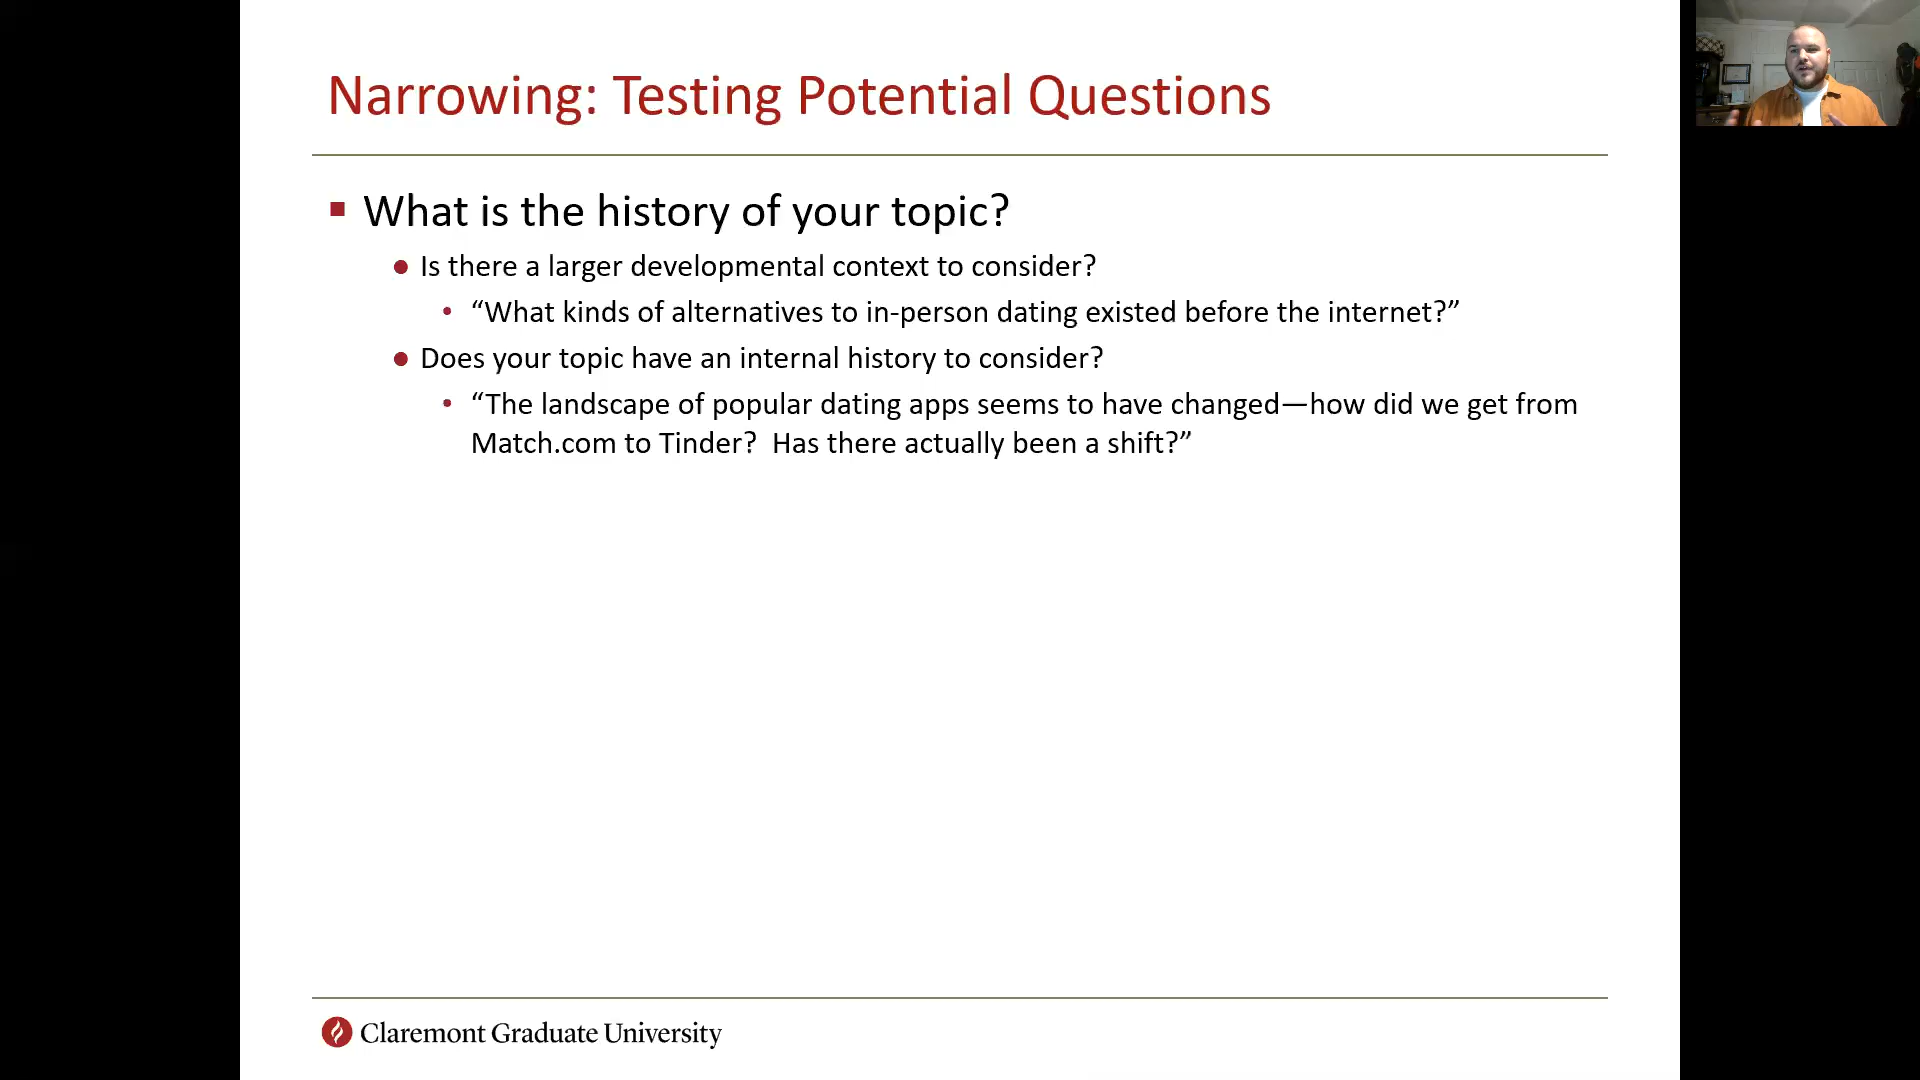 Narrowing: Testing Potential Questions
What is the history of your topic?
Is there a larger developmental context to consider?
“What kinds of alternatives to in-person dating existed before the internet?”
Does your topic have an internal history to consider?
“The landscape of popular dating apps seems to have changed—how did we get from
Match.com to Tinder?  Has there actually been a shift?”
Claremont Graduate University